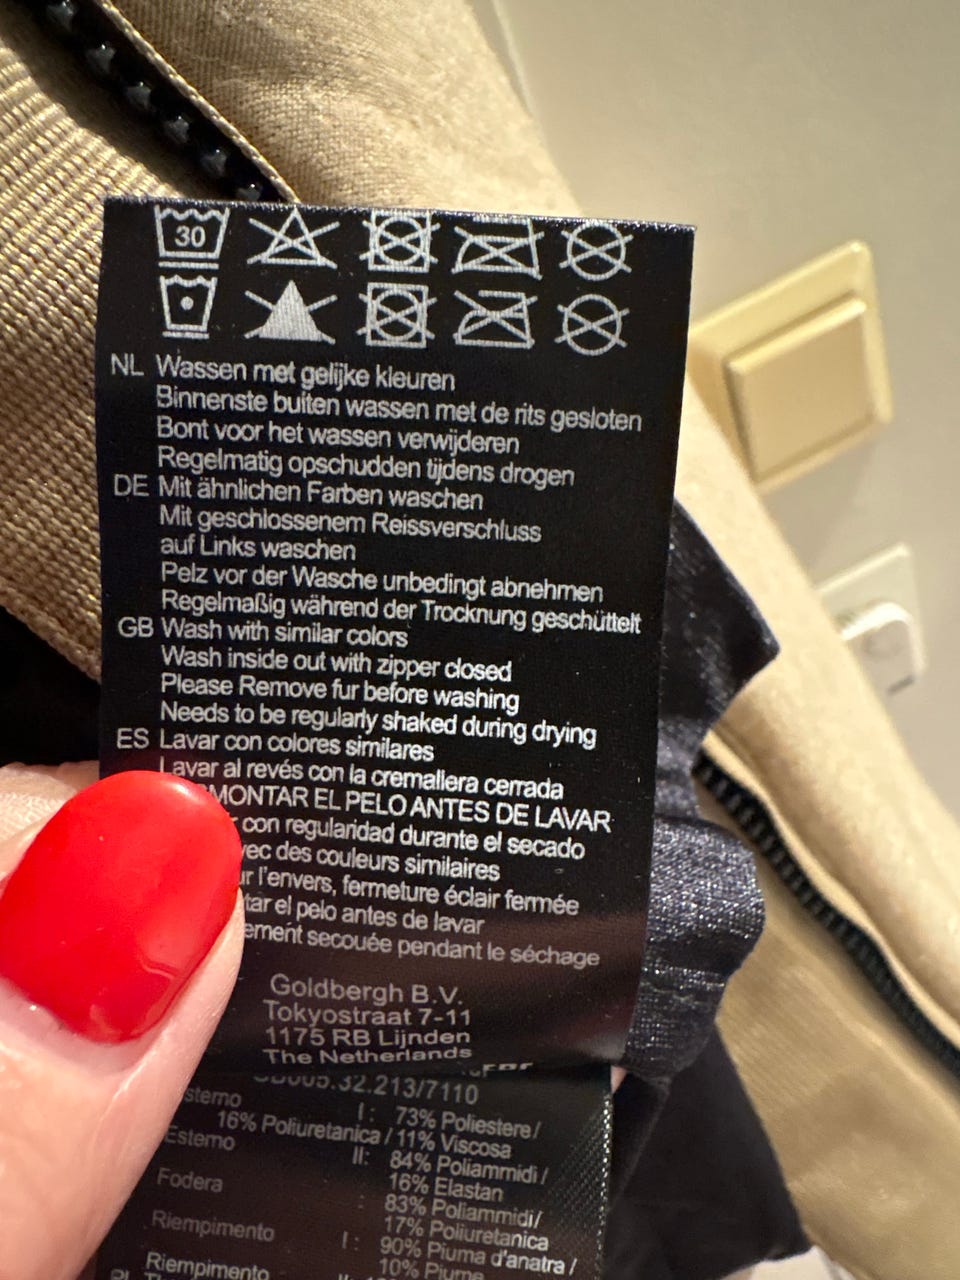 30
NL Wassen met gelijke kleuren
Binnenste buiten wassen met de rits gesloten
Bont voor het wassen verwijderen
Regelmatig opschudden tijdens drogen
DE Mit ähnlichen Farben waschen
Mit geschlossenem Reissverschluss
auf Links waschen
Pelz vor der Wasche unbedingt abnehmen
Regelmaßig während der Trocknung geschüttelt
GB Wash with similar colors
Wash inside out with zipper closed
Please Remove fur before washing
Needs to be regularly shaked during drying
ES Lavar con colores similares
Lavar al revés con la cremallera cerrada
MONTAR EL PELO ANTES DE LAVAR
con regularidad durante el secado
vec des couleurs similaires
ur l'envers, fermeture éclair fermée
tar el pelo antes de lavar
ement secouée pendant le séchage
Goldbergh B.V.
Tokyostraat 7-11
1175 RB Lijnden
The Netherlands
.32.213/7110
sterno I: 73% Poliestere/
16% Poliuretanica / 11% Viscosa
Esterno II: 84% Poliammidi/
16% Elastan
Fodera 83% Poliammidi/
17% Poliuretanica
Riempimento I: 90% Piuma d'anatra /
10% Piume
Riempimento